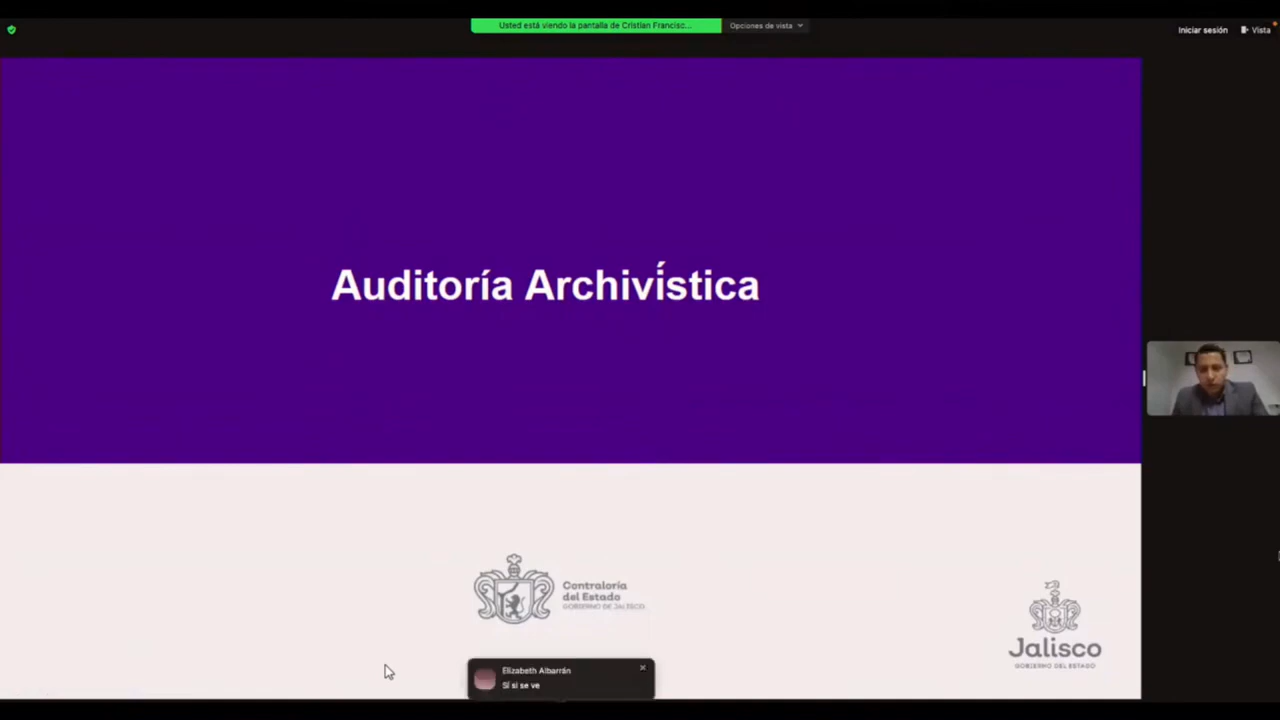 Usted está viendo la pantalla de Cristian Francisc...
Opciones de vista
Iniciar sesión
Vista
Auditoría Archivística
Contraloría
del Estado
GOBIERNO DE JALISCO
Jalisco
GOBIERNO DEL ESTADO
Elizabeth Albarrán
Sí si se ve